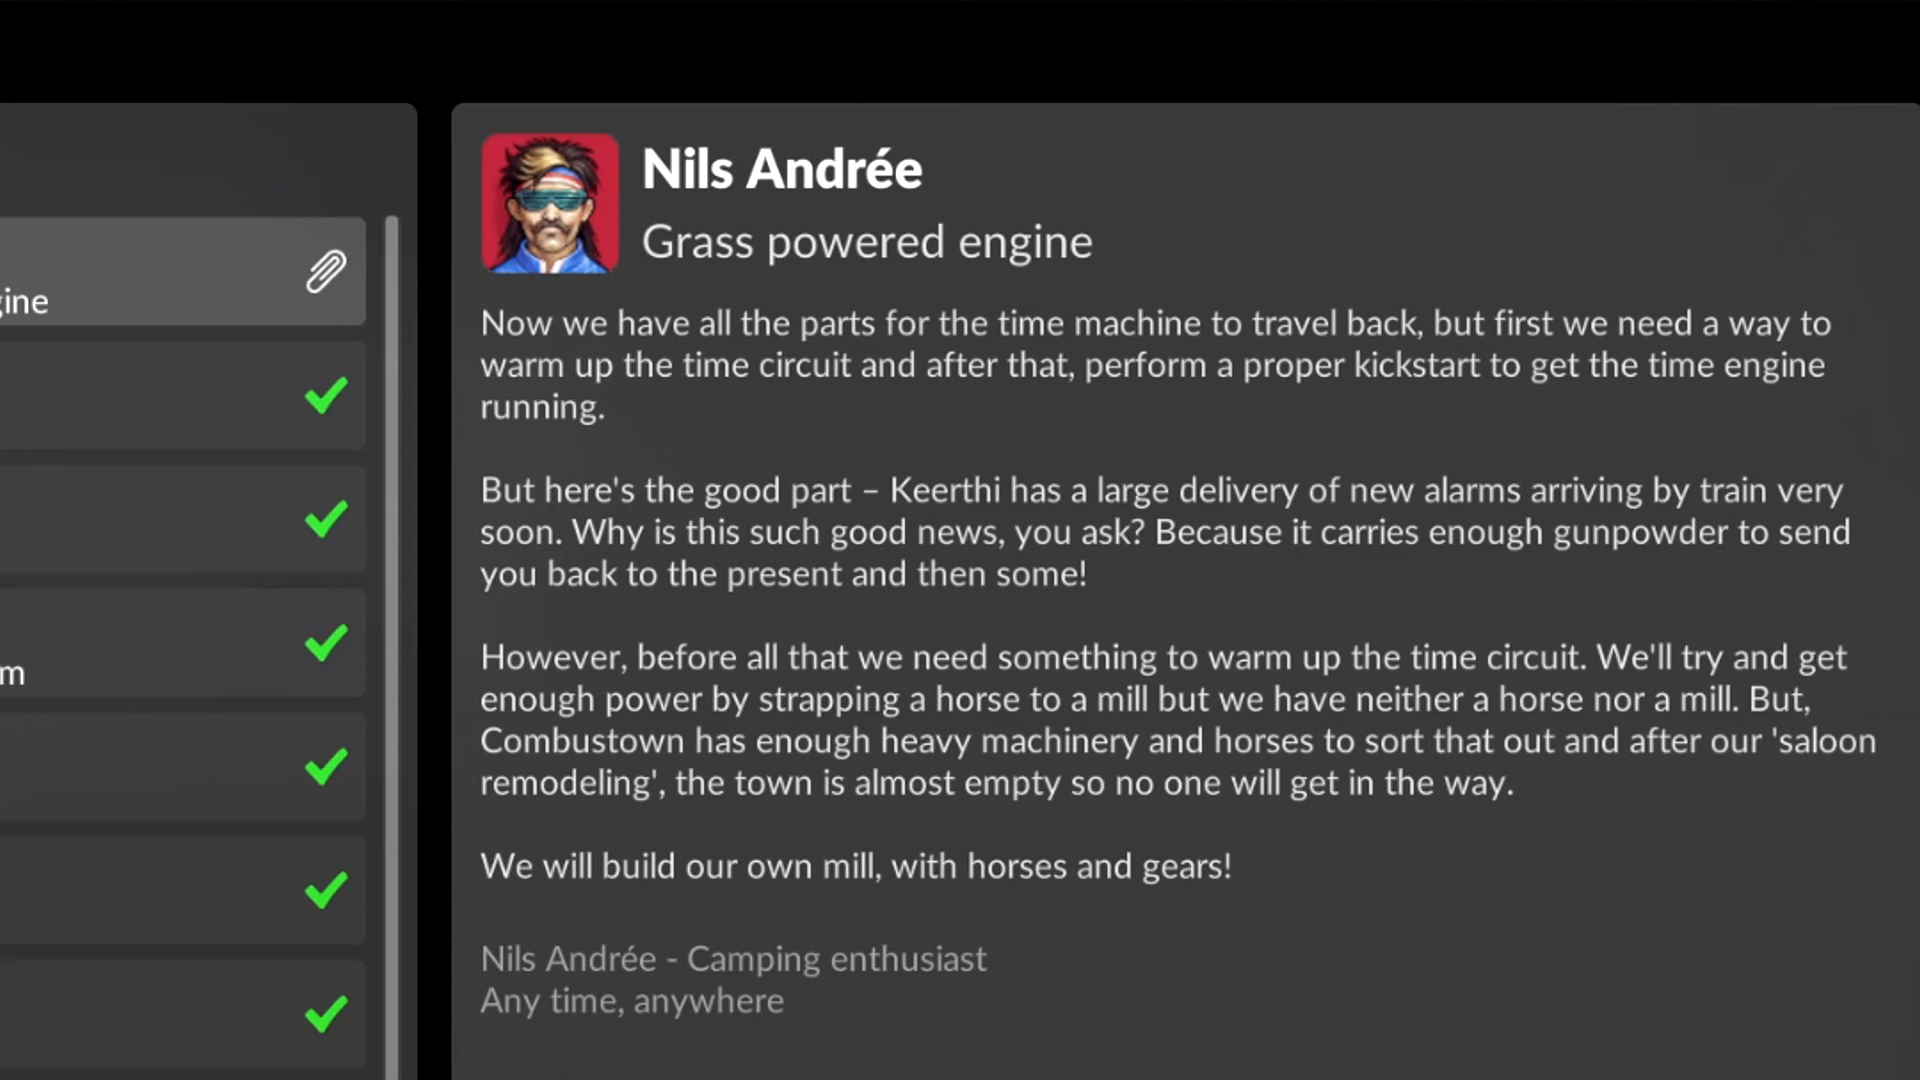 Nils Andrée
Grass powered engine
gine
m
Now we have all the parts for the time machine to travel back, but first we need a way to
warm up the time circuit and after that, perform a proper kickstart to get the time engine
running.
But here's the good part – Keerthi has a large delivery of new alarms arriving by train very
soon. Why is this such good news, you ask? Because it carries enough gunpowder to send
you back to the present and then some!
However, before all that we need something to warm up the time circuit. We'll try and get
enough power by strapping a horse to a mill but we have neither a horse nor a mill. But,
Combustown has enough heavy machinery and horses to sort that out and after our 'saloon
remodeling', the town is almost empty so no one will get in the way.
We will build our own mill, with horses and gears!
Nils Andrée - Camping enthusiast
Any time, anywhere